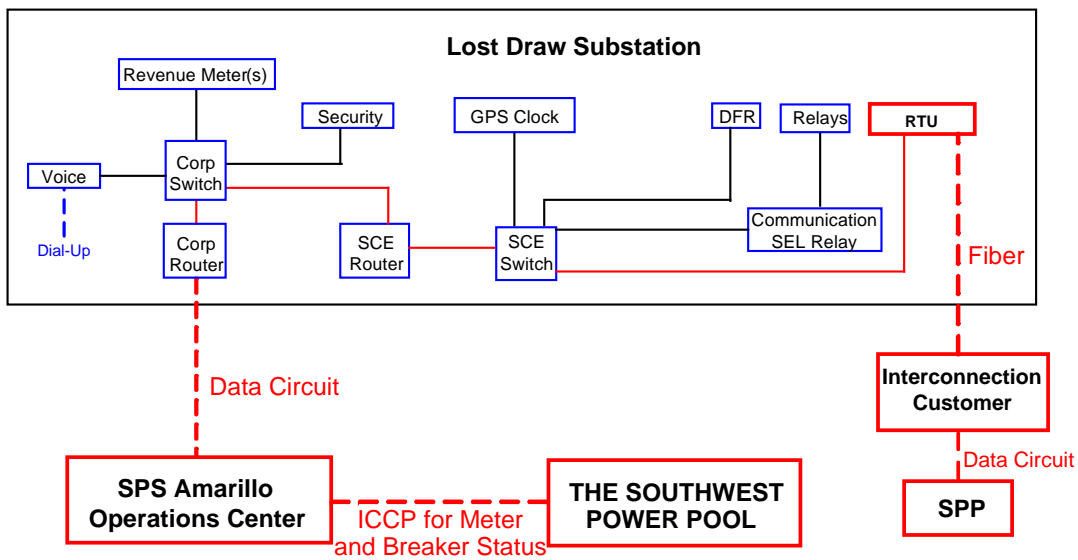 Lost Draw Substation
Revenue Meter(s)
Security
GPS Clock
DFR
Relays
RTU
Voice
Corp
Switch
Dial-Up
Corp
Router
SCE
Router
SCE
Switch
Communication
SEL Relay
Fiber
Data Circuit
Interconnection
Customer
Data Circuit
SPS Amarillo
Operations Center
ICCP for Meter
and Breaker Status
THE SOUTHWEST
POWER POOL
SPP